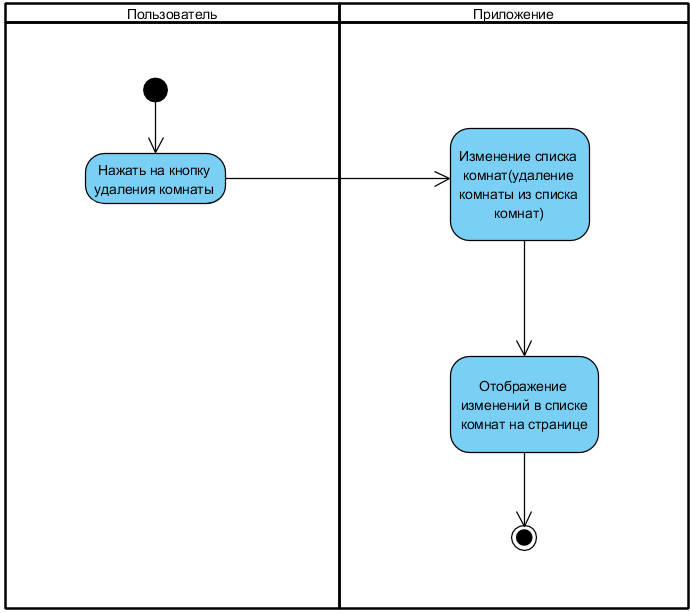 Пользователь
Приложение
Нажать на кнопку
удаления комнаты
Изменение списка
комнат(удаление
комнаты из списка
комнат)
Отображение
изменений в списке
комнат на странице